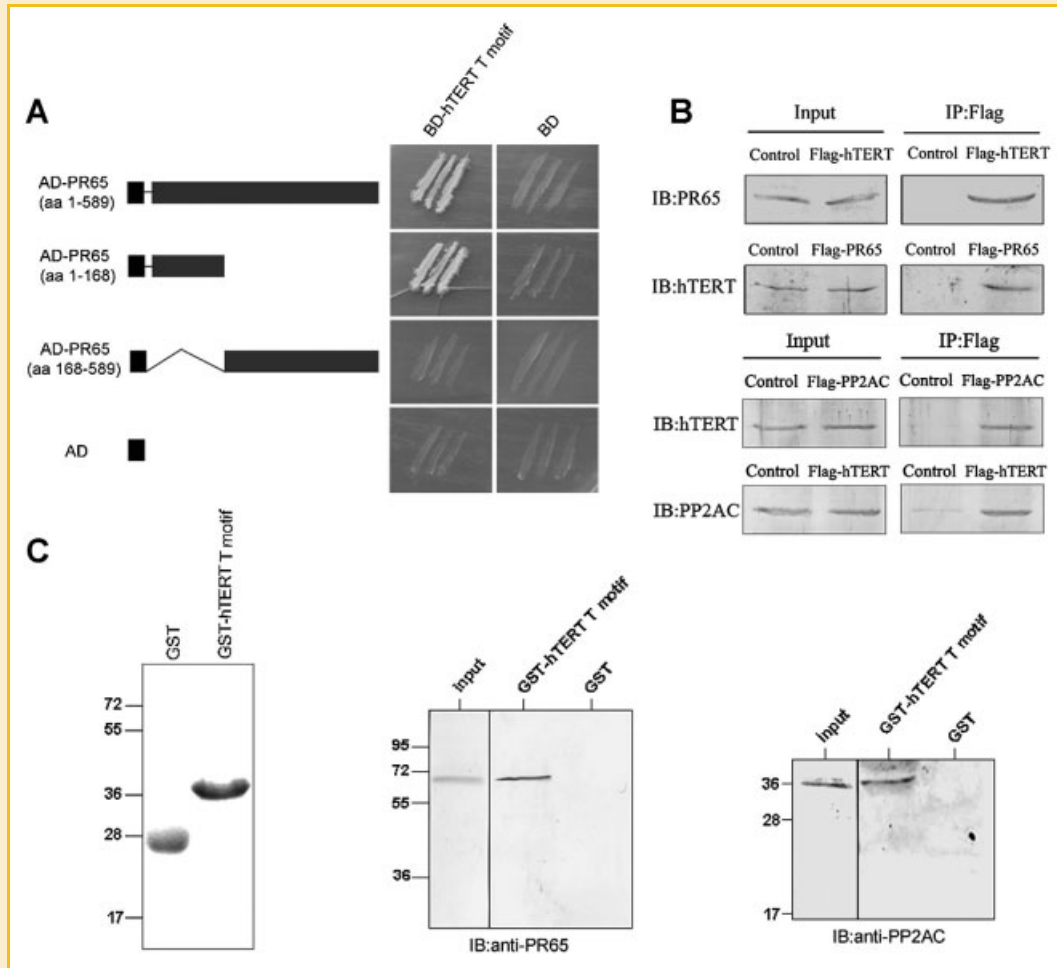 A
BD-hTERT T motif
BD
AD-PR65
(aa 1-589)
AD-PR65
(aa 1-168)
AD-PR65
(aa 168-589)
AD
B
Input
IP:Flag
Control Flag-hTERT
Control Flag-hTERT
IB:PR65
Control Flag-PR65
Control Flag-PR65
IB:hTERT
Input
IP:Flag
Control Flag-PP2AC
Control Flag-PP2AC
IB:hTERT
Control Flag-hTERT
Control Flag-hTERT
IB:PP2AC
C
GST
GST-hTERT T motif
72
55
36
28
17
Input
GST-hTERT T motif
GST
95
72
55
36
IB:anti-PR65
Input
GST-hTERT T motif
GST
36
28
17
IB:anti-PP2AC